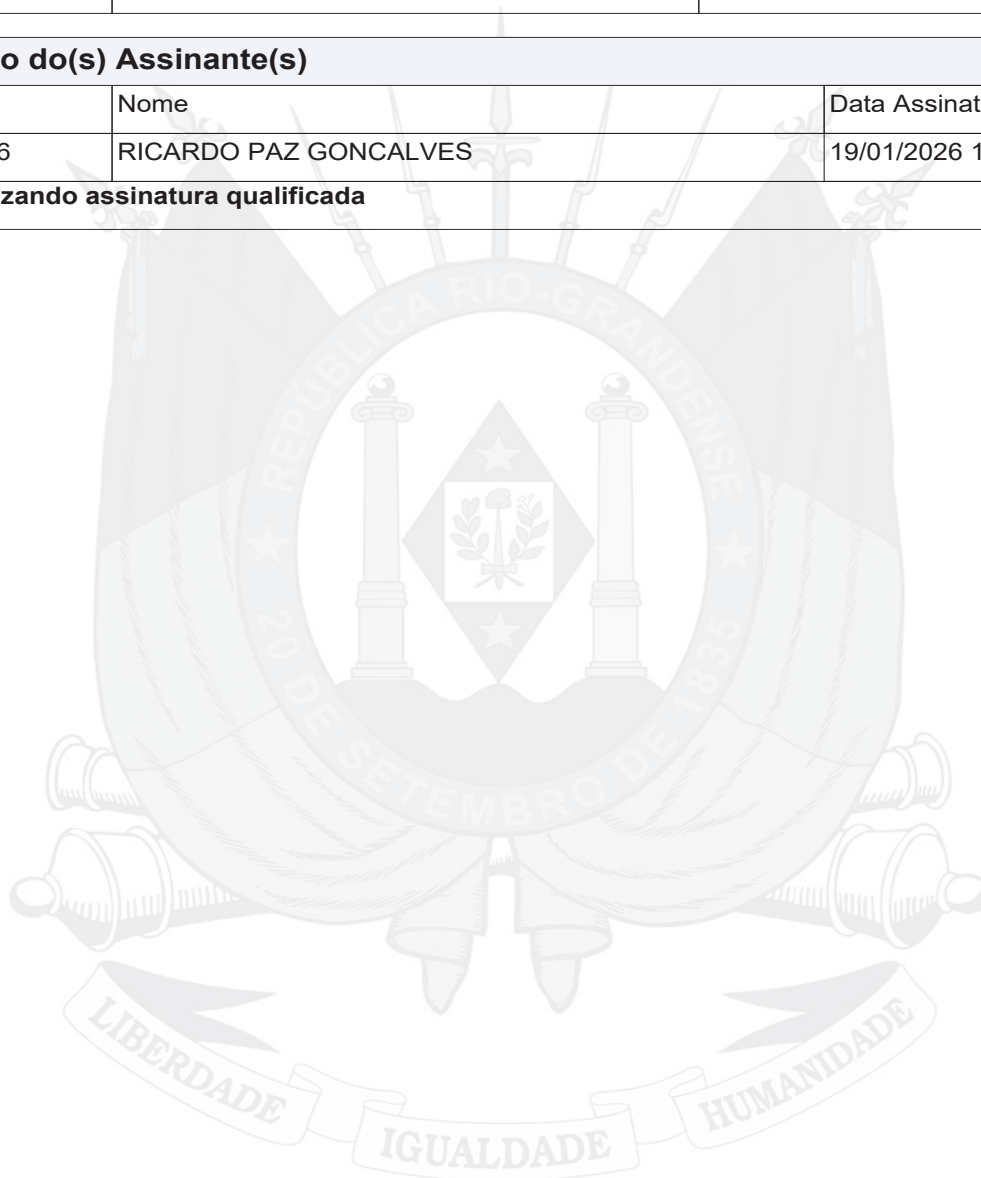 o do(s) Assinante(s)
Nome Data Assinat
6 RICARDO PAZ GONCALVES 19/01/2026 1
zando assinatura qualificada
REPÚBLICA RIO-GRANDENSE
20 DE SETEMBRO DE 1835
LIBERDADE IGUALDADE HUMANIDADE